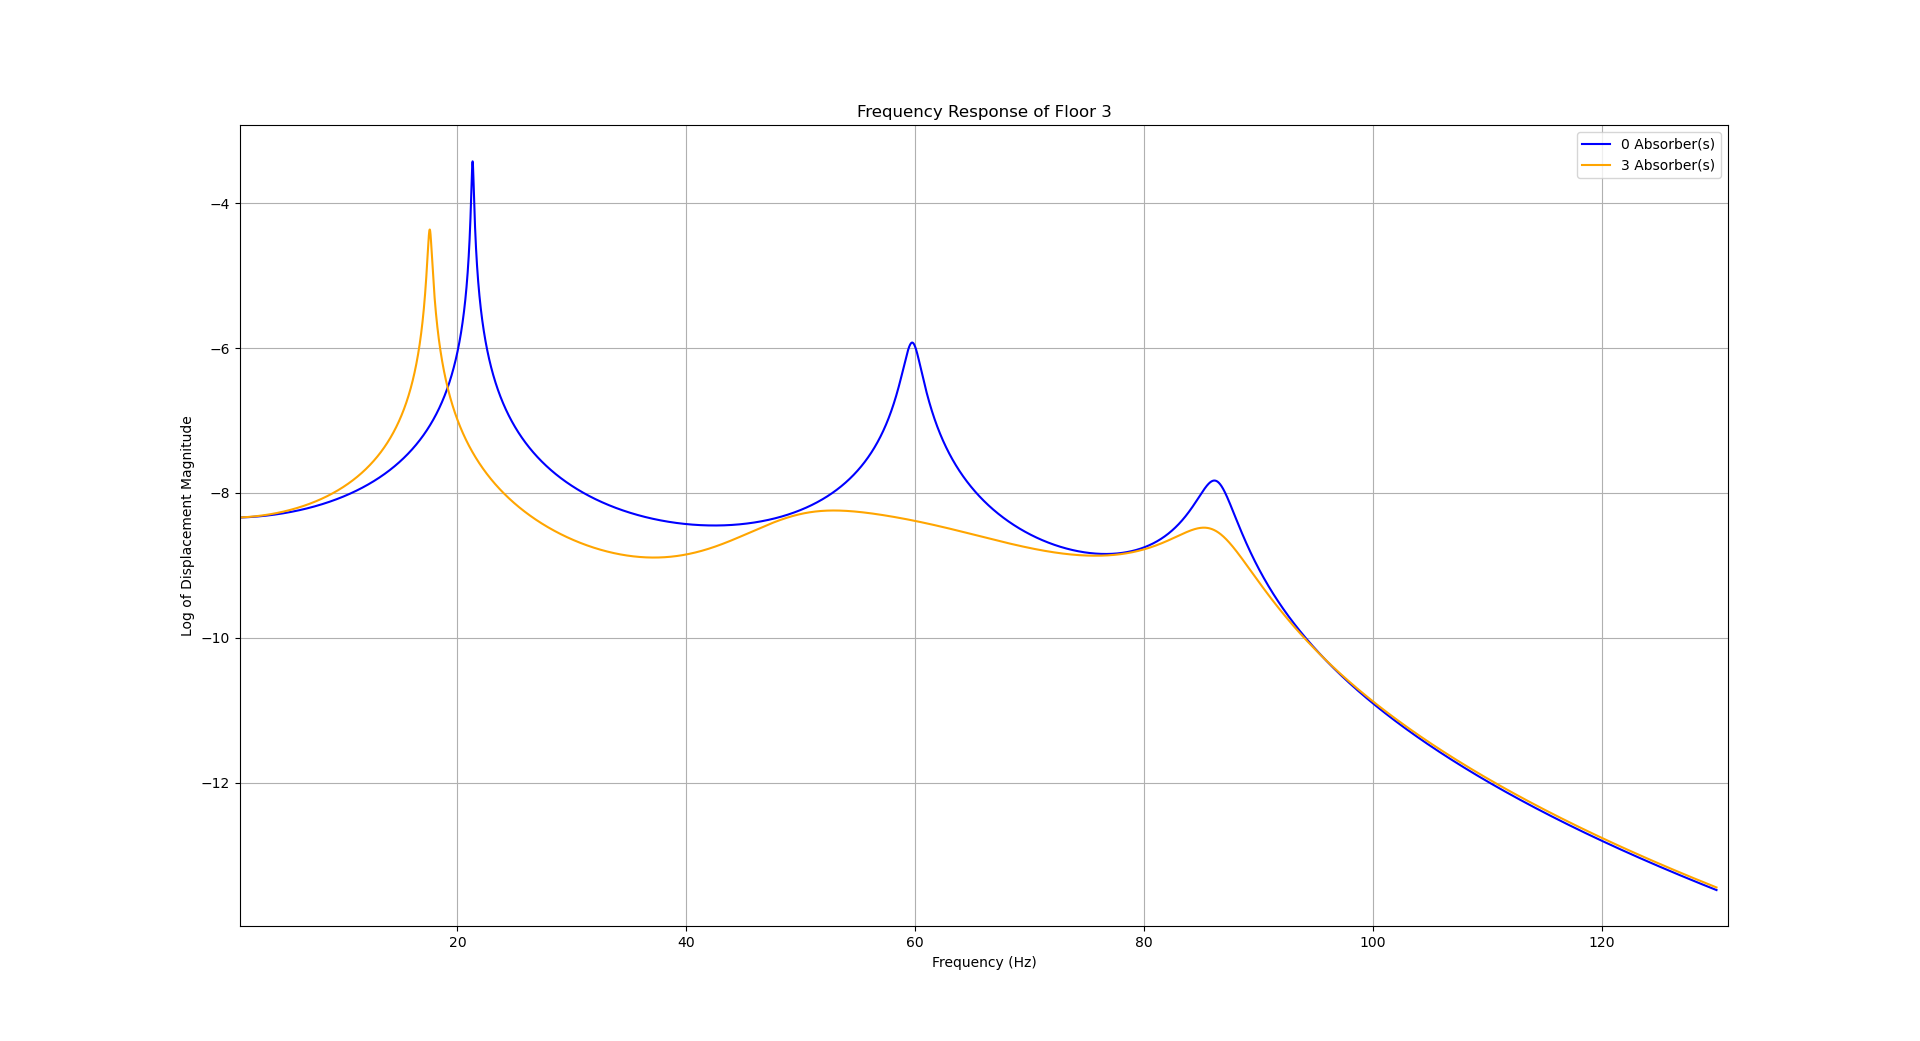 Frequency Response of Floor 3
0 Absorber(s)
3 Absorber(s)
Log of Displacement Magnitude
−4
−6
−8
−10
−12
20 40 60 80 100 120
Frequency (Hz)